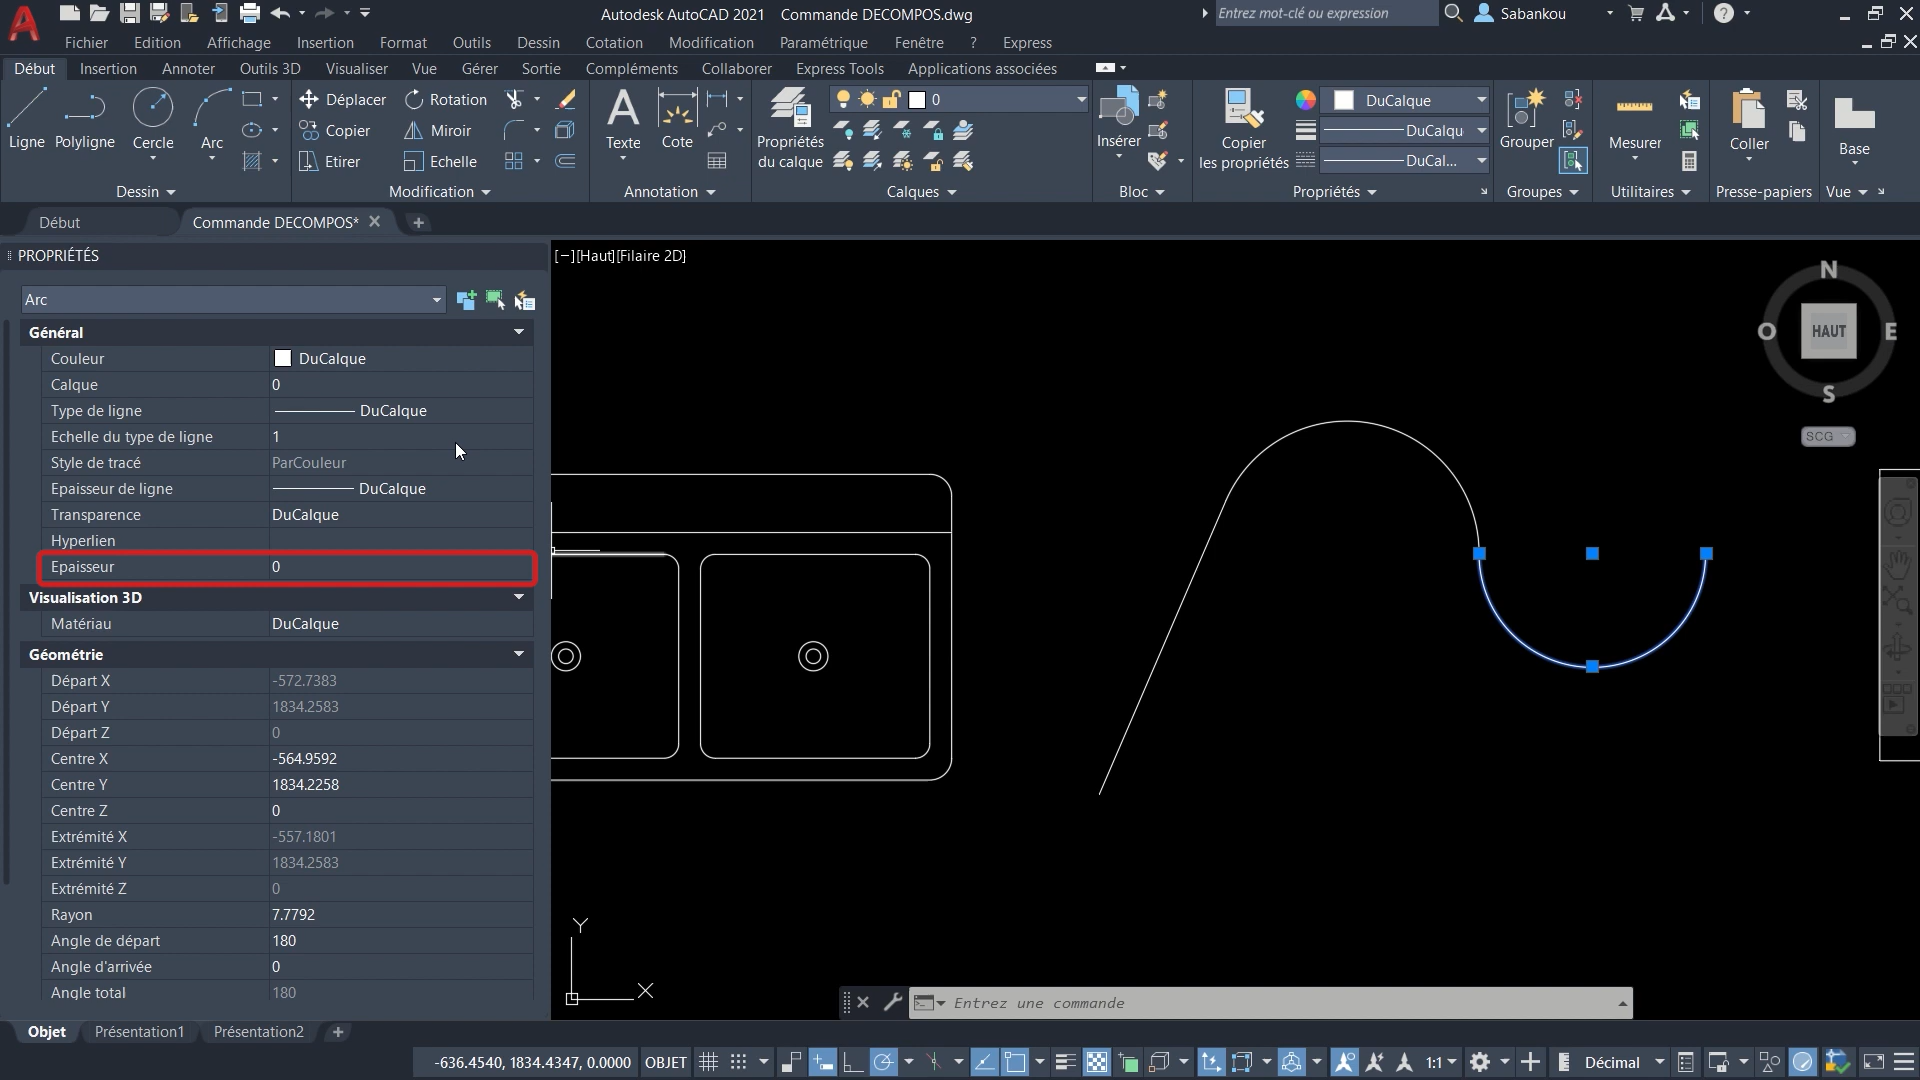 Autodesk AutoCAD 2021 Commande DECOMPOS.dwg
Entrez mot-clé ou expression
Sabankou
Fichier Edition Affichage Insertion Format Outils Dessin Cotation Modification Paramétrique Fenêtre ? Express
Début Insertion Annoter Outils 3D Visualiser Vue Gérer Sortie Compléments Collaborer Express Tools Applications associées
Ligne Polyligne Cercle Arc
Déplacer Rotation
Copier Miroir
Etirer Echelle
Texte Cote
Propriétés
du calque
0
Insérer
Copier
les propriétés
DuCalque
DuCalqu
DuCal...
Grouper
Mesurer
Coller
Base
Dessin Modification Annotation Calques Bloc Propriétés Groupes Utilitaires Presse-papiers Vue
Début Commande DECOMPOS*
PROPRIÉTÉS
[−][Haut][Filaire 2D]
Arc
Général
Couleur DuCalque
Calque 0
Type de ligne DuCalque
Echelle du type de ligne 1
Style de tracé ParCouleur
Epaisseur de ligne DuCalque
Transparence DuCalque
Hyperlien
Epaisseur 0
Visualisation 3D
Matériau DuCalque
Géométrie
Départ X -572.7383
Départ Y 1834.2583
Départ Z 0
Centre X -564.9592
Centre Y 1834.2258
Centre Z 0
Extrémité X -557.1801
Extrémité Y 1834.2583
Extrémité Z 0
Rayon 7.7792
Angle de départ 180
Angle d'arrivée 0
Angle total 180
N
O HAUT E
S
SCG
Y
X
Entrez une commande
Objet Présentation1 Présentation2
-636.4540, 1834.4347, 0.0000 OBJET 1:1 Décimal